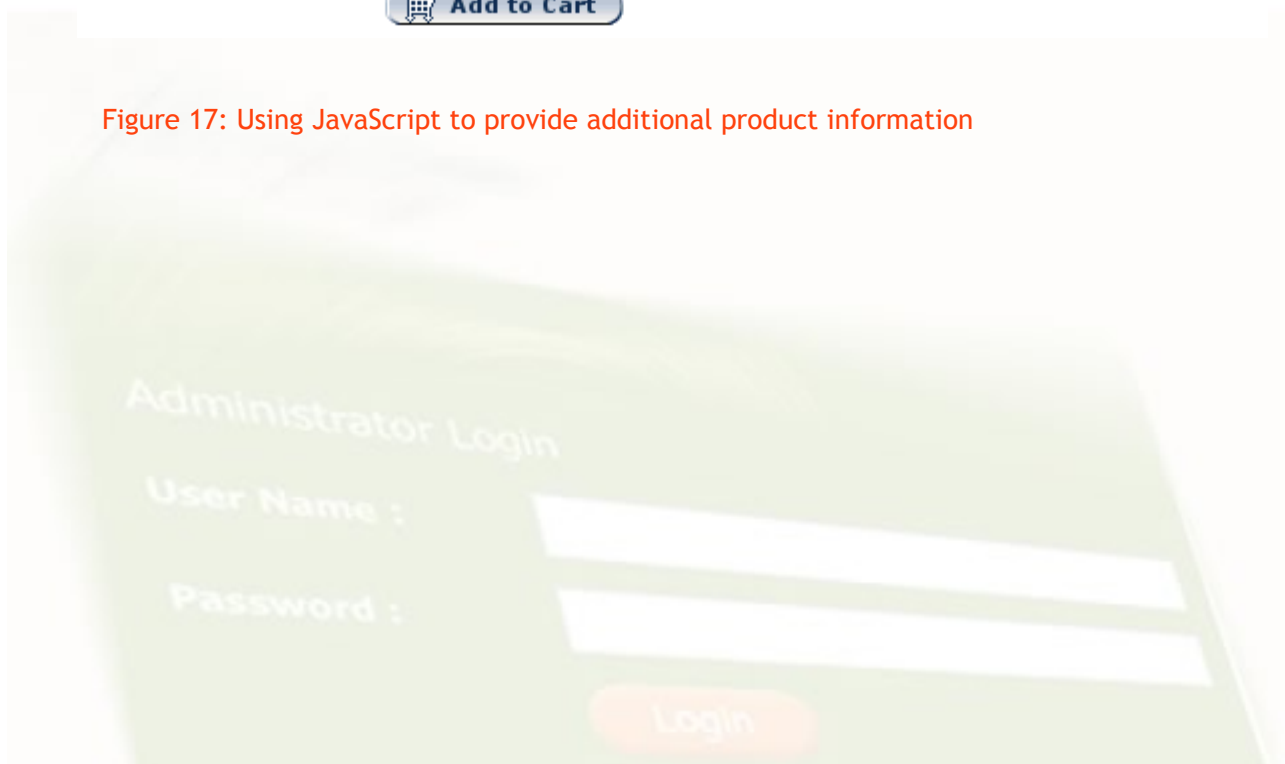 Add to Cart
Figure 17: Using JavaScript to provide additional product information
Administrator Login
User Name :
Password :
Login